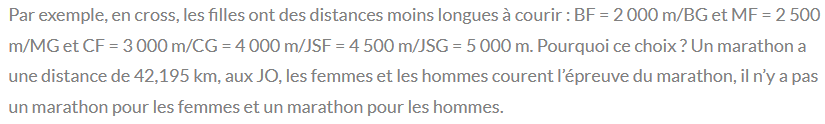 Par exemple, en cross, les filles ont des distances moins longues à courir : BF = 2 000 m/BG et MF = 2 500
m/MG et CF = 3 000 m/CG = 4 000 m/JSF = 4 500 m/JSG = 5 000 m. Pourquoi ce choix ? Un marathon a
une distance de 42,195 km, aux JO, les femmes et les hommes courent l’épreuve du marathon, il n’y a pas
un marathon pour les femmes et un marathon pour les hommes.